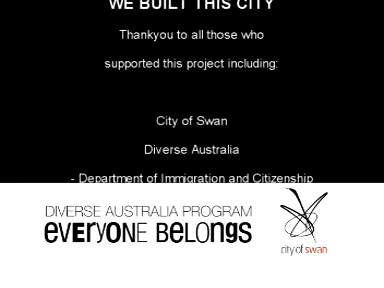 WE BUILT THIS CITY
Thankyou to all those who
supported this project including:
City of Swan
Diverse Australia
- Department of Immigration and Citizenship
DIVERSE AUSTRALIA PROGRAM
eVERyONE BELONgS
city of swan